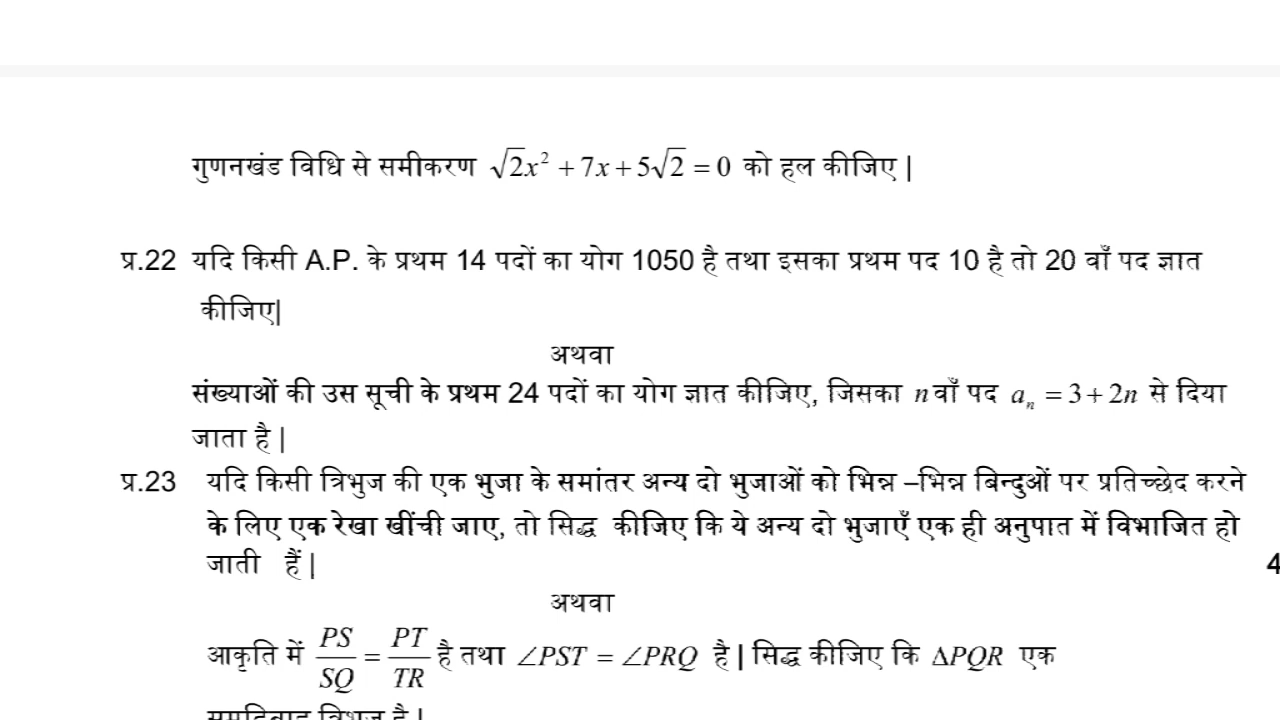 गुणनखंड विधि से समीकरण √2x² + 7x + 5√2 = 0 को हल कीजिए |
प्र.22 यदि किसी A.P. के प्रथम 14 पदों का योग 1050 है तथा इसका प्रथम पद 10 है तो 20 वाँ पद ज्ञात
कीजिए|
अथवा
संख्याओं की उस सूची के प्रथम 24 पदों का योग ज्ञात कीजिए, जिसका n वाँ पद aₙ = 3 + 2n से दिया
जाता है |
प्र.23 यदि किसी त्रिभुज की एक भुजा के समांतर अन्य दो भुजाओं को भिन्न –भिन्न बिन्दुओं पर प्रतिच्छेद करने
के लिए एक रेखा खींची जाए, तो सिद्ध कीजिए कि ये अन्य दो भुजाएँ एक ही अनुपात में विभाजित हो
जाती हैं | 4
अथवा
आकृति में PS/SQ = PT/TR है तथा ∠PST = ∠PRQ है | सिद्ध कीजिए कि ΔPQR एक
समद्विबाहु त्रिभुज है |